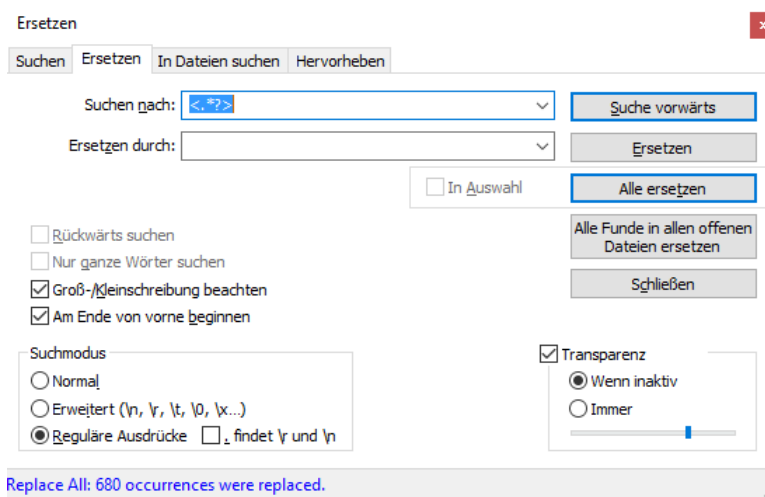 Ersetzen
Suchen Ersetzen In Dateien suchen Hervorheben
Suchen nach: <.*?> Suche vorwärts
Ersetzen durch: Ersetzen
In Auswahl Alle ersetzen
Alle Funde in allen offenen
Dateien ersetzen
Rückwärts suchen
Nur ganze Wörter suchen
Groß-/Kleinschreibung beachten Schließen
Am Ende von vorne beginnen
Suchmodus Transparenz
Normal Wenn inaktiv
Erweitert (\n, \r, \t, \0, \x...) Immer
Reguläre Ausdrücke . findet \r und \n
Replace All: 680 occurrences were replaced.